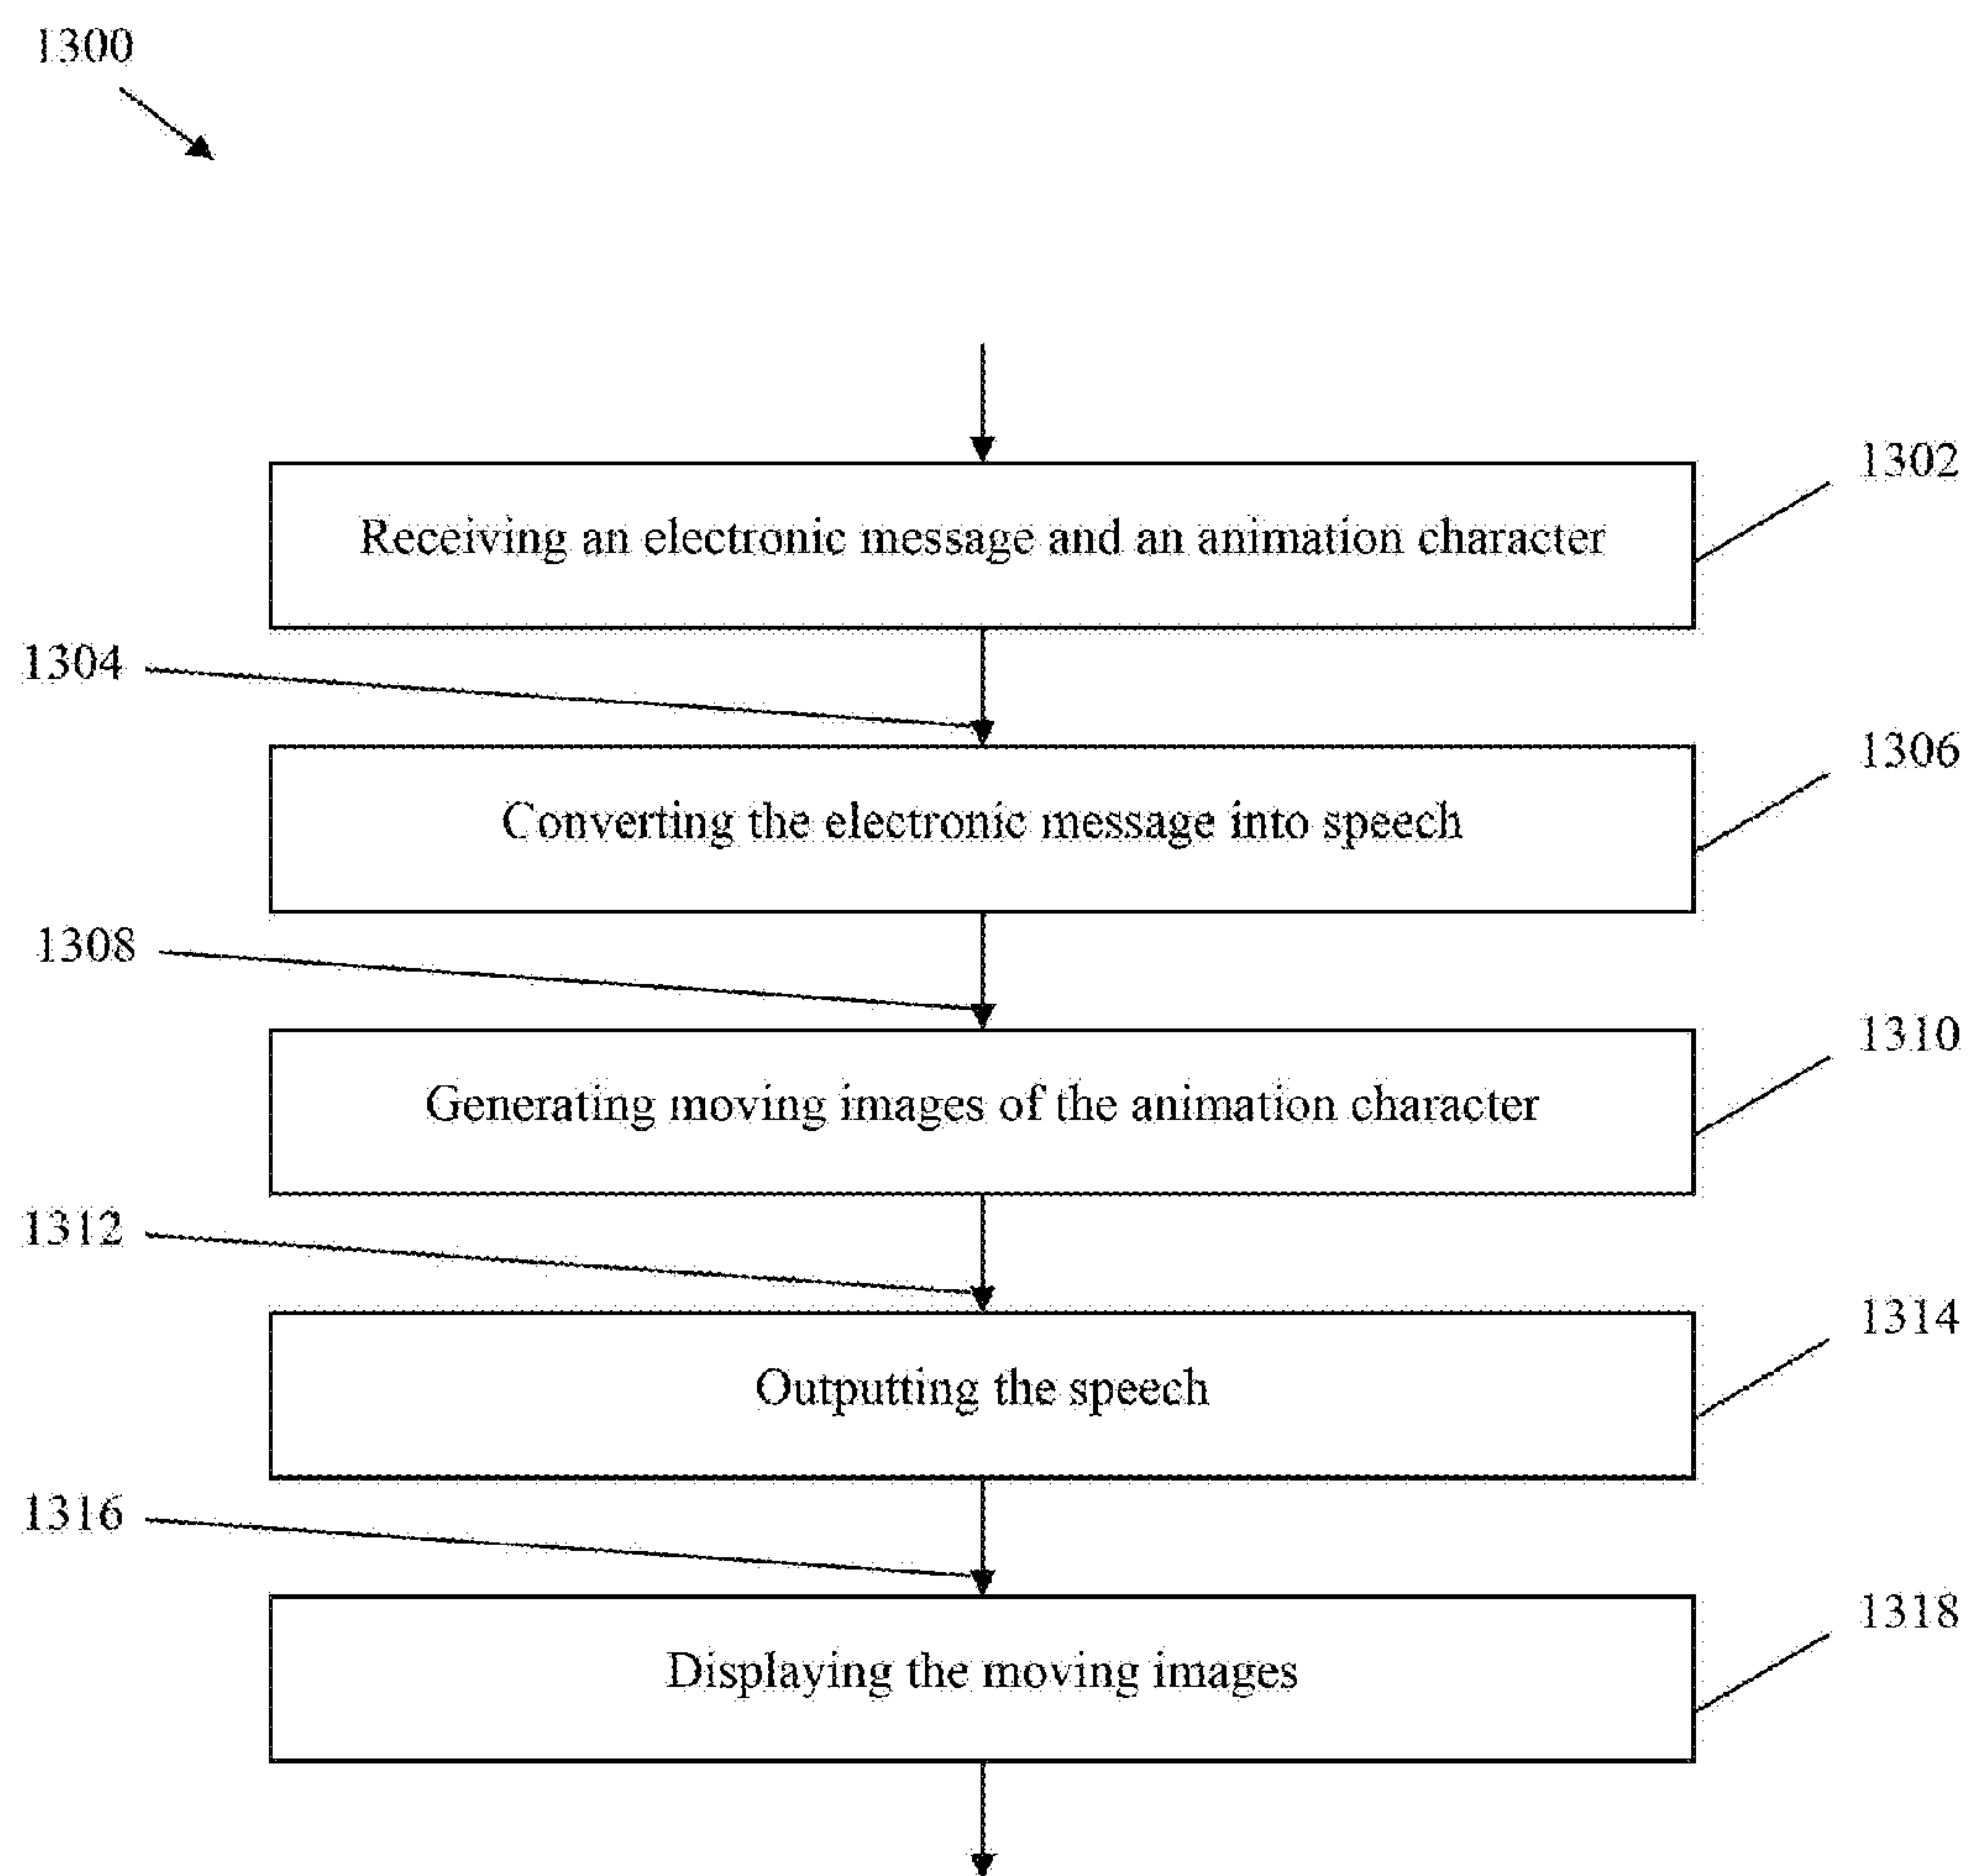 1300
1302
Receiving an electronic message and an animation character
1304
1306
Converting the electronic message into speech
1308
1310
Generating moving images of the animation character
1312
1314
Outputting the speech
1316
1318
Displaying the moving images